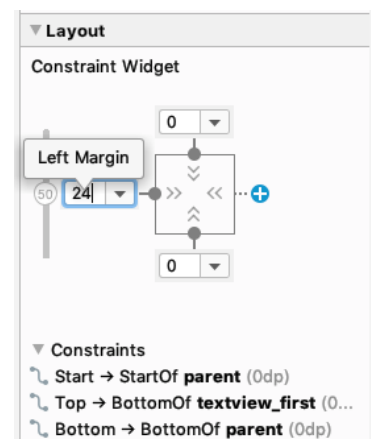 Layout
Constraint Widget
0
Left Margin
50
24
0
Constraints
Start → StartOf parent (0dp)
Top → BottomOf textview_first (0...
Bottom → BottomOf parent (0dp)